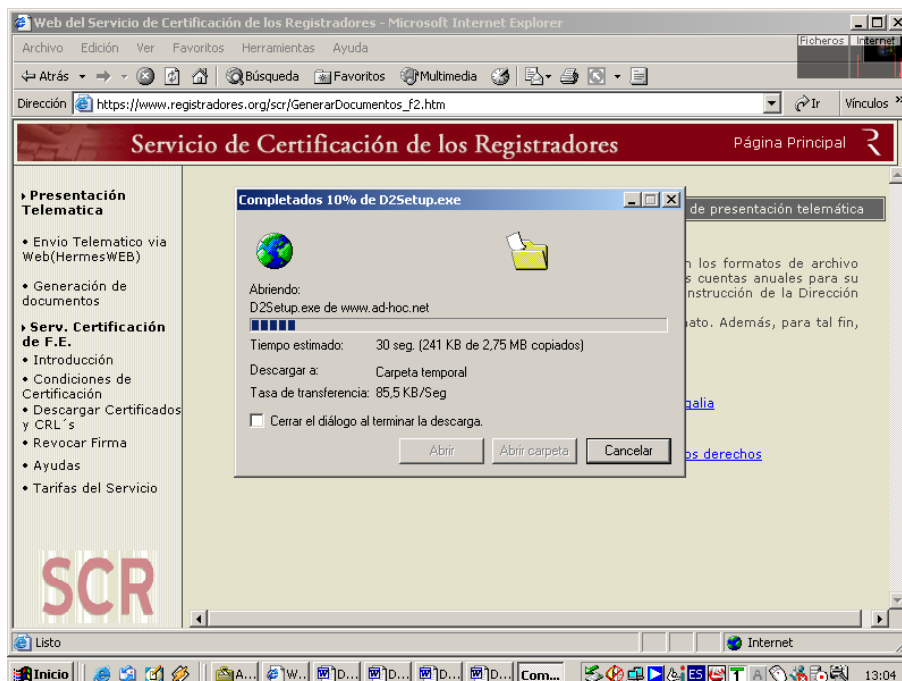 Web del Servicio de Certificación de los Registradores - Microsoft Internet Explorer
Archivo Edición Ver Favoritos Herramientas Ayuda
Ficheros Internet
Atrás Búsqueda Favoritos Multimedia
Dirección https://www.registradores.org/scr/GenerarDocumentos_f2.htm Ir Vínculos »
Servicio de Certificación de los Registradores Página Principal
Presentación
Telematica
• Envio Telematico via
Web(HermesWEB)
• Generación de
documentos
Serv. Certificación
de F.E.
• Introducción
• Condiciones de
Certificación
• Descargar Certificados
y CRL´s
• Revocar Firma
• Ayudas
• Tarifas del Servicio
SCR
Completados 10% de D2Setup.exe
Abriendo:
D2Setup.exe de www.ad-hoc.net
Tiempo estimado: 30 seg. (241 KB de 2,75 MB copiados)
Descargar a: Carpeta temporal
Tasa de transferencia: 85,5 KB/Seg
Cerrar el diálogo al terminar la descarga.
Abrir Abrir carpeta Cancelar
de presentación telemática
los formatos de archivo
cuentas anuales para su
nstrucción de la Dirección
ato. Además, para tal fin,
galia
os derechos
Listo Internet
Inicio A... W... D... D... D... D... Com... ES 13:04